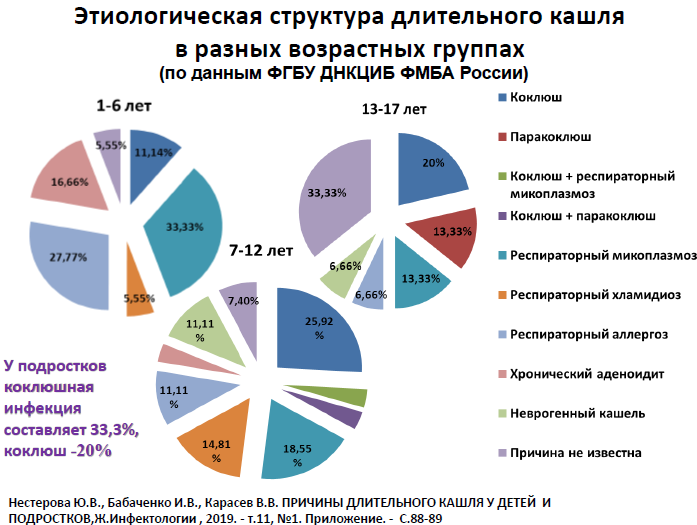 Этиологическая структура длительного кашля
в разных возрастных группах
(по данным ФГБУ ДНКЦИБ ФМБА России)
1-6 лет
5,55%
11,14%
16,66%
33,33%
27,77%
5,55%
13-17 лет
20%
33,33%
13,33%
6,66%
13,33%
6,66%
7-12 лет
7,40%
25,92
%
11,11
%
11,11
%
14,81
%
18,55
%
Коклюш
Паракоклюш
Коклюш + респираторный
микоплазмоз
Коклюш + паракоклюш
Респираторный микоплазмоз
Респираторный хламидиоз
Респираторный аллергоз
Хронический аденоидит
Неврогенный кашель
Причина не известна
У подростков
коклюшная
инфекция
составляет 33,3%,
коклюш -20%
Нестерова Ю.В., Бабаченко И.В., Карасев В.В. ПРИЧИНЫ ДЛИТЕЛЬНОГО КАШЛЯ У ДЕТЕЙ И
ПОДРОСТКОВ,Ж.Инфектологии , 2019. - т.11, №1. Приложение. - С.88-89